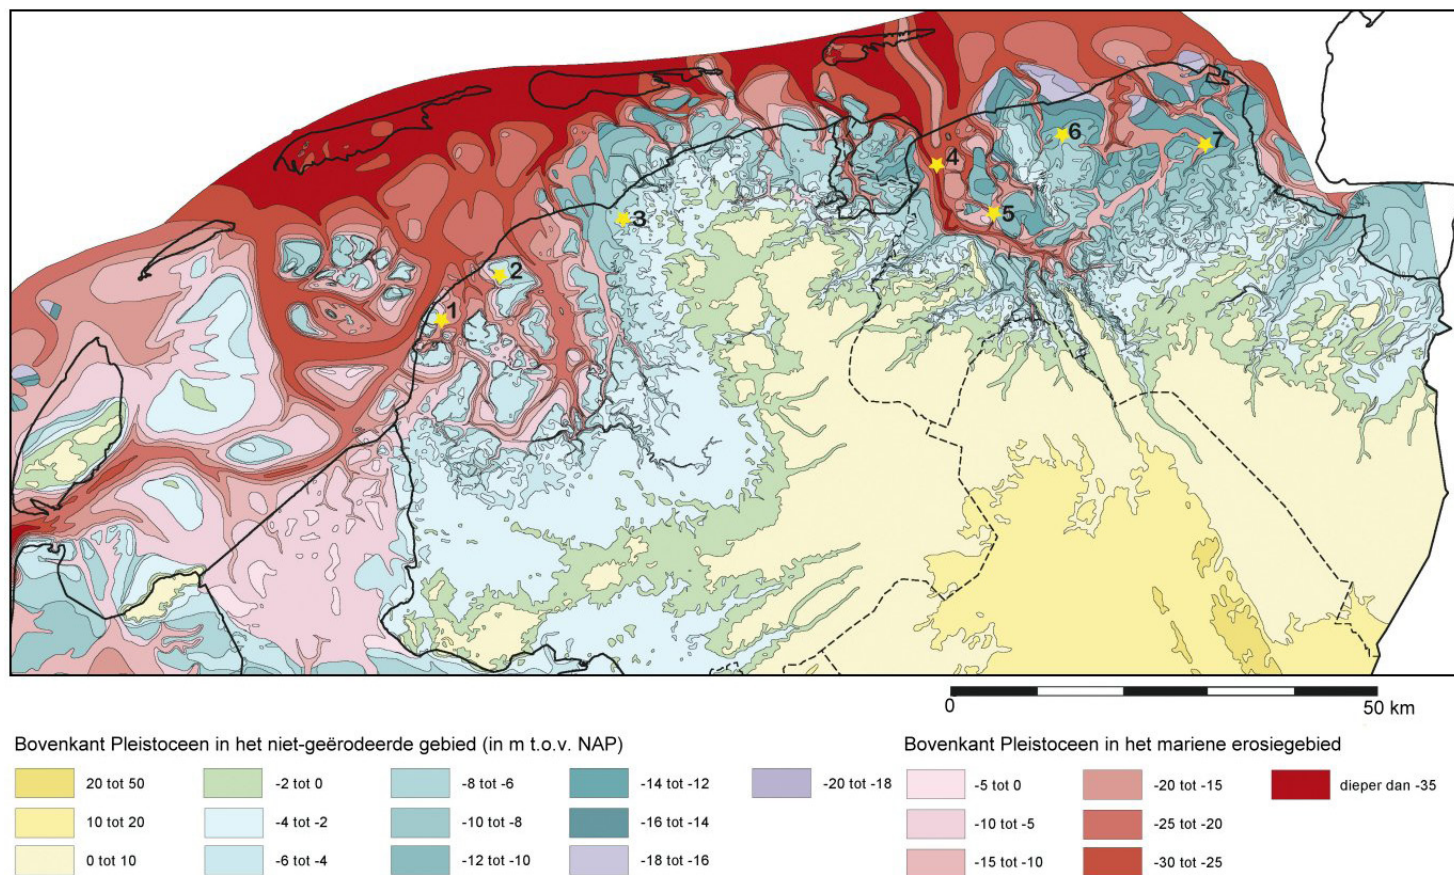 6
7
4
3
5
2
1
0
50 km
Bovenkant Pleistoceen in het niet-geërodeerde gebied (in m t.o.v. NAP)
Bovenkant Pleistoceen in het mariene erosiegebied
20 tot 50
-2 tot 0
-8 tot -6
-14 tot -12
-20 tot -18
-5 tot 0
-20 tot -15
dieper dan -35
10 tot 20
-4 tot -2
-10 tot -8
-16 tot -14
-10 tot -5
-25 tot -20
0 tot 10
-6 tot -4
-12 tot -10
-18 tot -16
-15 tot -10
-30 tot -25